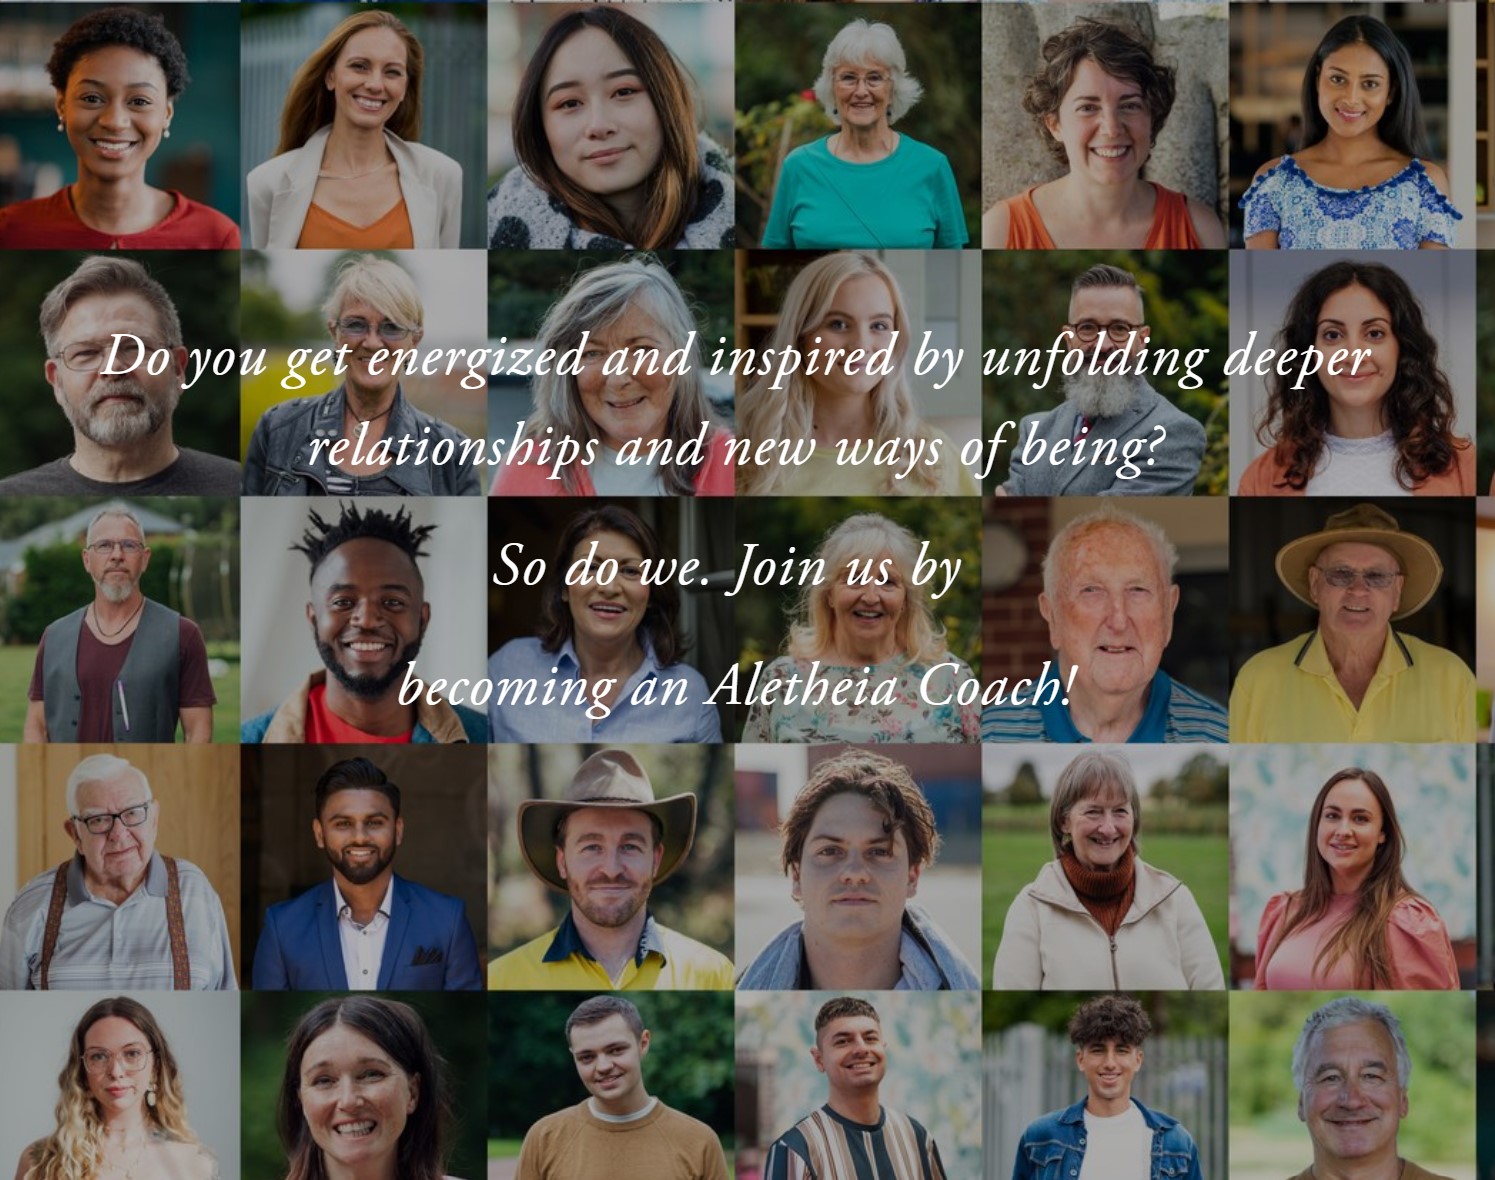 Do you get energized and inspired by unfolding deeper
relationships and new ways of being?
So do we. Join us by
becoming an Aletheia Coach!